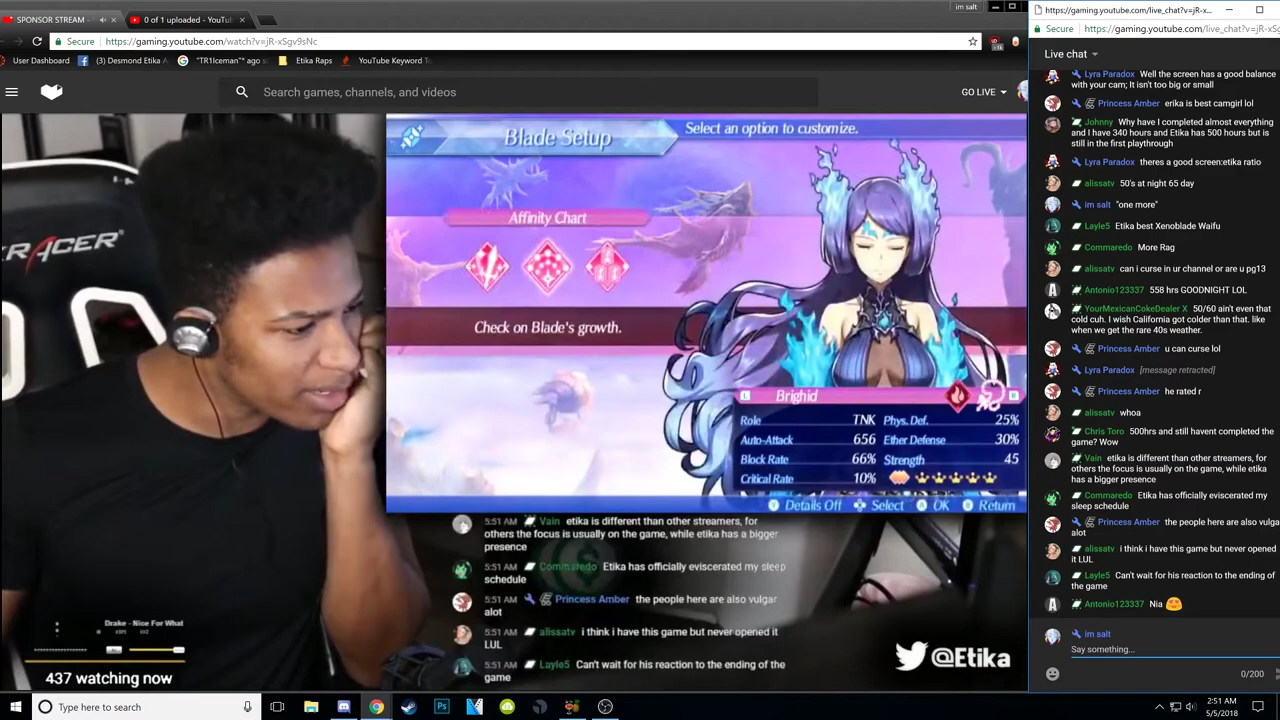 SPONSOR STREAM -
0 of 1 uploaded - YouTu
im salt
https://gaming.youtube.com/live_chat?v=jR-x...
Secure
https://gaming.youtube.com/watch?v=jR-xSgv9sNc
Secure
https://gaming.youtube.com/live_chat?v=jR-xSg
User Dashboard
(3) Desmond Etika A
"TR1Iceman"* ago s
Etika Raps
YouTube Keyword To
Live chat
Search games, channels, and videos
GO LIVE
RACER
Blade Setup
Select an option to customize.
Affinity Chart
Check on Blade's growth.
L
Brighid
R
Role TNK Phys. Def. 25%
Auto-Attack 656 Ether Defense 30%
Block Rate 66% Strength 45
Critical Rate 10%
Y Details Off Select A OK B Return
5:51 AM Vain etika is different than other streamers, for
others the focus is usually on the game, while etika has a bigger
presence
5:51 AM Commaredo Etika has officially eviscerated my sleep
schedule
5:51 AM Princess Amber the people here are also vulgar
alot
5:51 AM alissatv i think i have this game but never opened it
LUL
5:51 AM Layle5 Can't wait for his reaction to the ending of the
game
Drake - Nice For What
437 watching now
@Etika
Lyra Paradox Well the screen has a good balance
with your cam; It isn't too big or small
Princess Amber erika is best camgirl lol
Johnny Why have I completed almost everything
and I have 340 hours and Etika has 500 hours but is
still in the first playthrough
Lyra Paradox theres a good screen:etika ratio
alissatv 50's at night 65 day
im salt "one more"
Layle5 Etika best Xenoblade Waifu
Commaredo More Rag
alissatv can i curse in ur channel or are u pg13
A Antonio123337 558 hrs GOODNIGHT LOL
YourMexicanCokeDealer X 50/60 ain't even that
cold cuh. I wish California got colder than that. like
when we get the rare 40s weather.
Princess Amber u can curse lol
Lyra Paradox [message retracted]
Princess Amber he rated r
alissatv whoa
Chris Toro 500hrs and still havent completed the
game? Wow
Vain etika is different than other streamers, for
others the focus is usually on the game, while etika
has a bigger presence
Commaredo Etika has officially eviscerated my
sleep schedule
Princess Amber the people here are also vulga
alot
alissatv i think i have this game but never opened
it LUL
Layle5 Can't wait for his reaction to the ending of
the game
A Antonio123337 Nia
im salt
Say something...
0/200
Type here to search
2:51 AM
5/5/2018